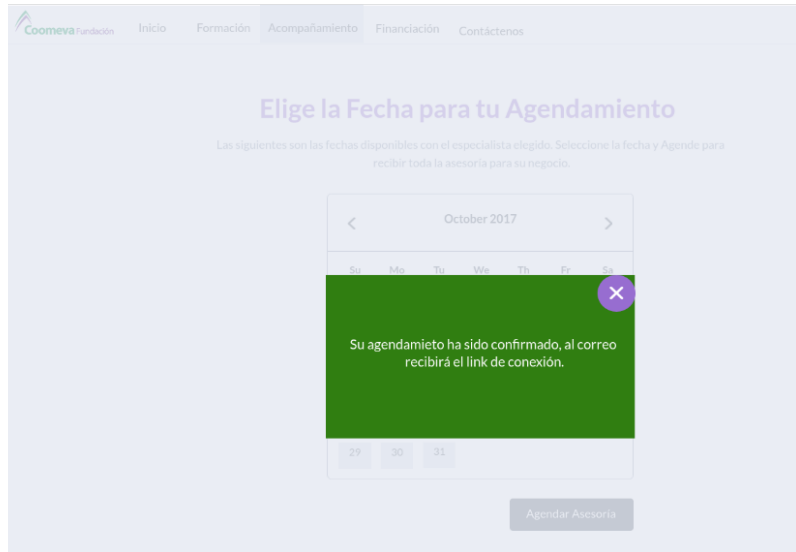 Coomeva Fundación
Inicio
Formación
Acompañamiento
Financiación
Contáctenos
Elige la Fecha para tu Agendamiento
Las siguientes son las fechas disponibles con el especialista elegido. Seleccione la fecha y Agende para
recibir toda la asesoría para su negocio.
October 2017
Su Mo Tu We Th Fr Sa
Su agendamieto ha sido confirmado, al correo
recibirá el link de conexión.
29 30 31
Agendar Asesoria